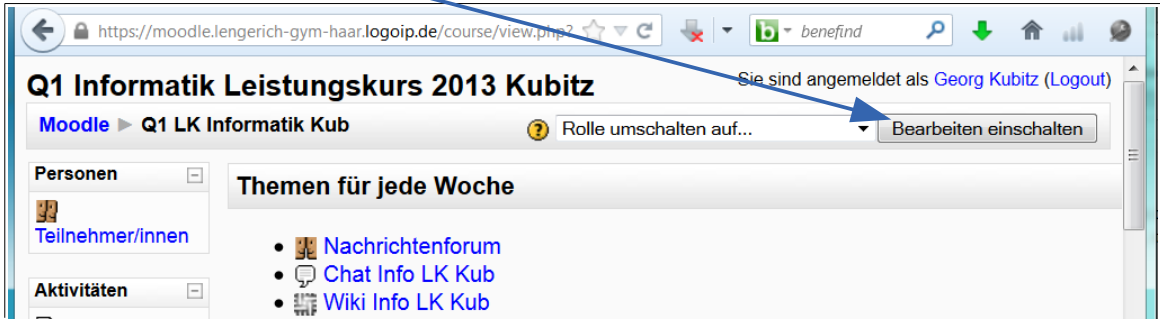 https://moodle.lengerich-gym-haar.logoip.de/course/view.php?
benefind
Q1 Informatik Leistungskurs 2013 Kubitz
Sie sind angemeldet als Georg Kubitz (Logout)
Moodle ► Q1 LK Informatik Kub
Rolle umschalten auf...
Bearbeiten einschalten
Personen
Teilnehmer/innen
Aktivitäten
Themen für jede Woche
Nachrichtenforum
Chat Info LK Kub
Wiki Info LK Kub